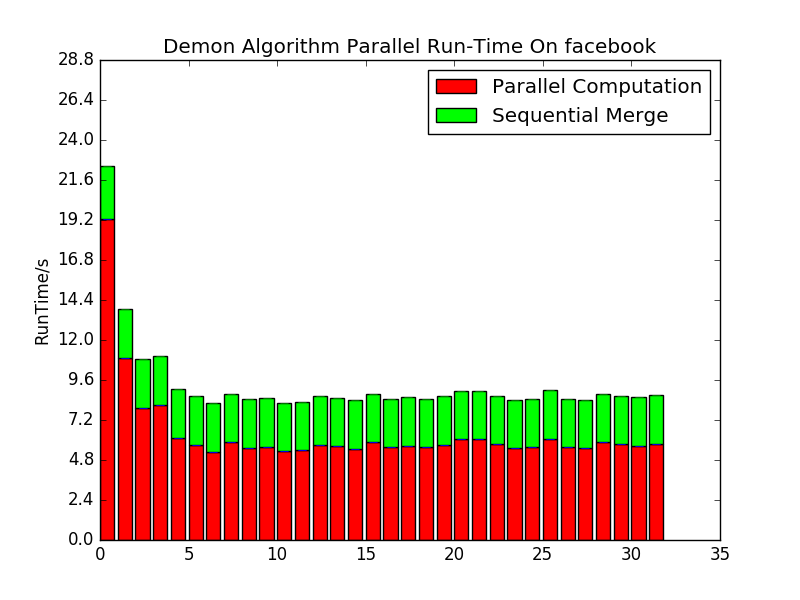 Demon Algorithm Parallel Run-Time On facebook
28.8
26.4
24.0
21.6
19.2
16.8
14.4
12.0
9.6
7.2
4.8
2.4
0.0
RunTime/s
Parallel Computation
Sequential Merge
0 5 10 15 20 25 30 35